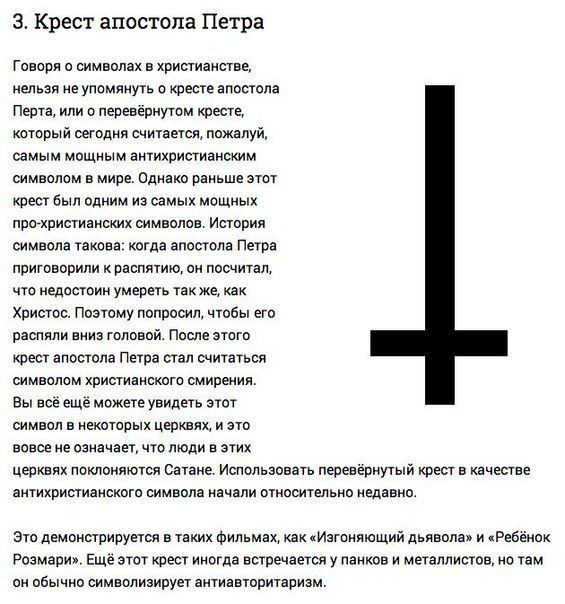 3. Крест апостола Петра
Говоря о символах в христианстве,
нельзя не упомянуть о кресте апостола
Перта, или о перевёрнутом кресте,
который сегодня считается, пожалуй,
самым мощным антихристианским
символом в мире. Однако раньше этот
крест был одним из самых мощных
про-христианских символов. История
символа такова: когда апостола Петра
приговорили к распятию, он посчитал,
что недостоин умереть так же, как
Христос. Поэтому попросил, чтобы его
распяли вниз головой. После этого
крест апостола Петра стал считаться
символом христианского смирения.
Вы всё ещё можете увидеть этот
символ в некоторых церквях, и это
вовсе не означает, что люди в этих
церквях поклоняются Сатане. Использовать перевёрнутый крест в качестве
антихристианского символа начали относительно недавно.
Это демонстрируется в таких фильмах, как «Изгоняющий дьявола» и «Ребёнок
Розмари». Ещё этот крест иногда встречается у панков и металлистов, но там
он обычно символизирует антиавторитаризм.